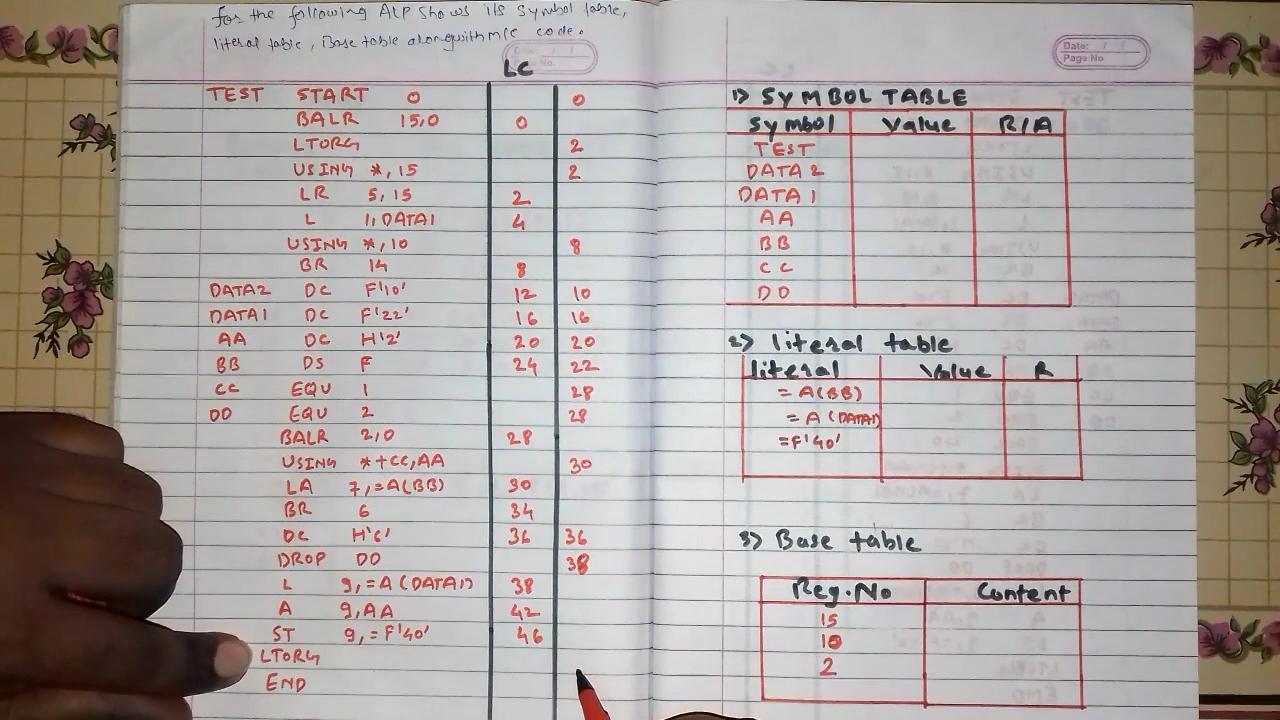 for the following ALP shows its symbol table,
literal table, Base table alongwith m/c code.
Date: / /
Page No.
LC
TEST START 0 0
BALR 15,0 0
LTORG 2
USING *,15 2
LR 5,15 2
L 1,DATA1 4
USING *,10 8
BR 14 8
DATA2 DC F'10' 12 10
DATA1 DC F'22' 16 16
AA DC H'2' 20 20
BB DS F 24 22
CC EQU 1 28
DD EQU 2 28
BALR 2,0 28
USING *+CC,AA 30
LA 7,=A(BB) 30
BR 6 34
DC H'6' 36 36
DROP DD 38
L 9,=A(DATA1) 38
A 9,AA 42
ST 9,=F'40' 46
LTORG
END
Date: / /
Page No
1> SYMBOL TABLE
Symbol Value R/A
TEST
DATA2
DATA1
AA
BB
CC
DD
2> literal table
literal Value R
=A(BB)
=A(DATA1)
=F'40'
3> Base table
Reg.No Content
15
10
2